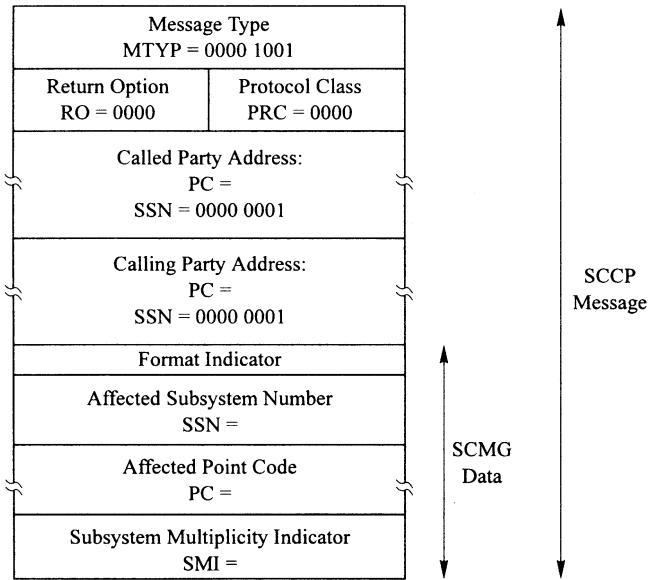 Message Type
MTYP = 0000 1001
Return Option
RO = 0000
Protocol Class
PRC = 0000
Called Party Address:
PC =
SSN = 0000 0001
Calling Party Address:
PC =
SSN = 0000 0001
Format Indicator
Affected Subsystem Number
SSN =
Affected Point Code
PC =
Subsystem Multiplicity Indicator
SMI =
SCMG
Data
SCCP
Message